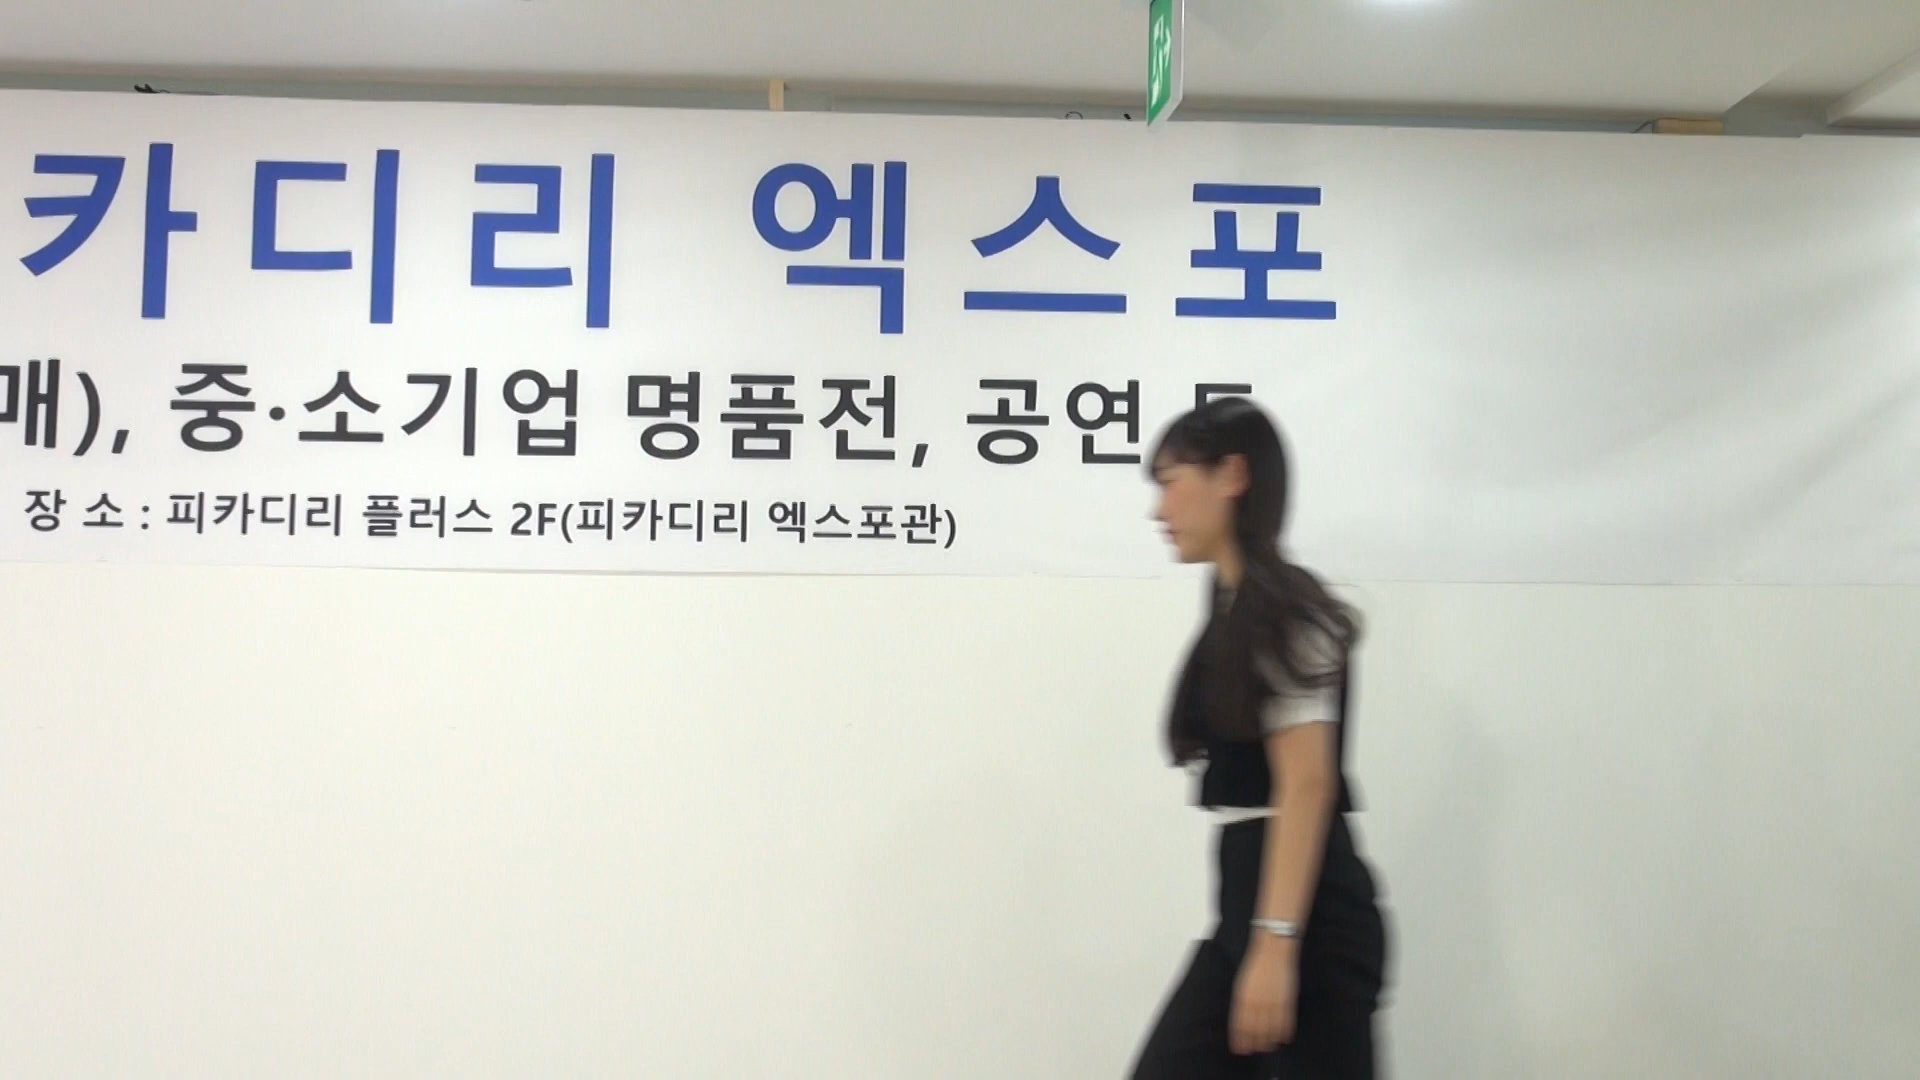 카디리 엑스포
매), 중·소기업 명품전, 공연
장 소 : 피카디리 플러스 2F(피카디리 엑스포관)